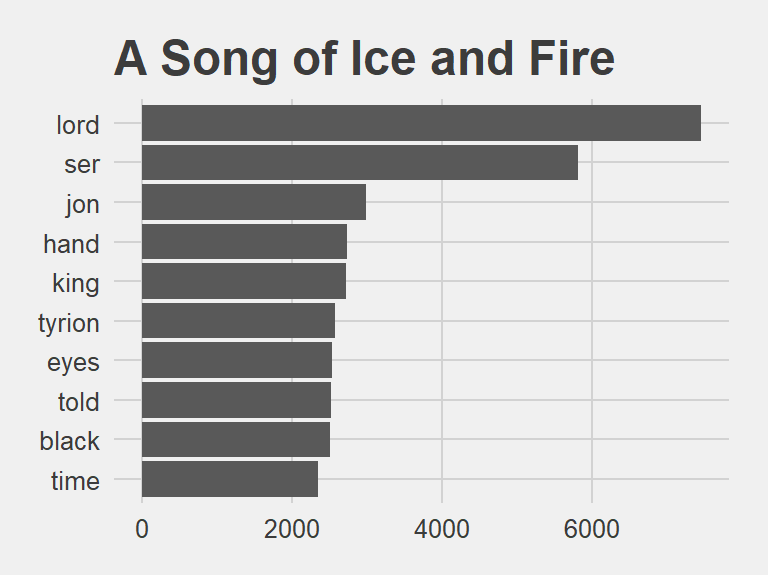 A Song of Ice and Fire
lord
ser
jon
hand
king
tyrion
eyes
told
black
time
0 2000 4000 6000